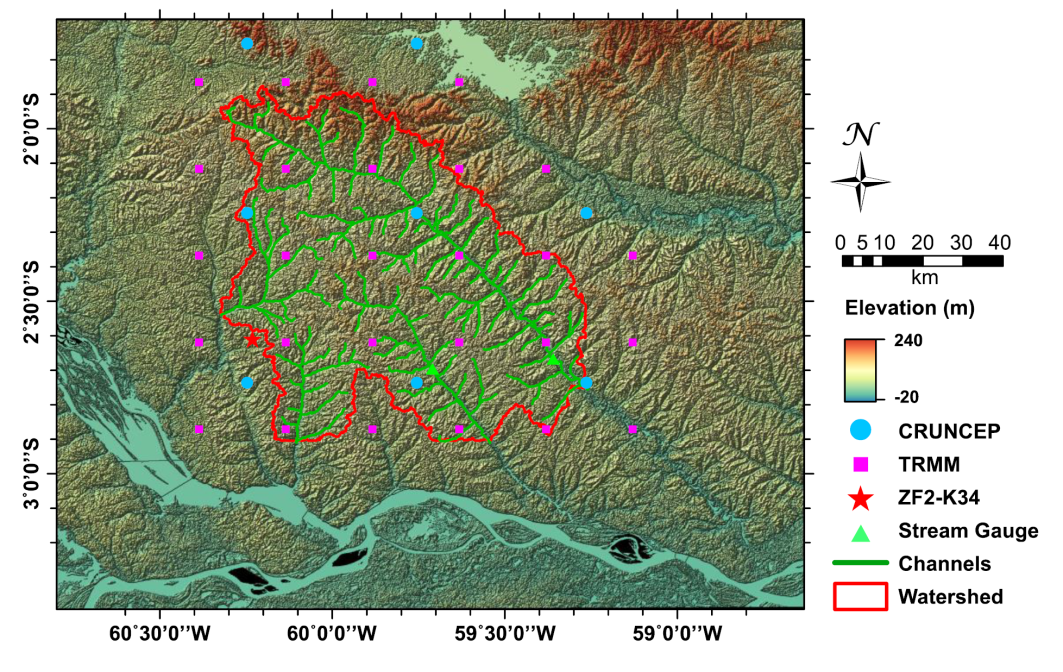 2˚0'0’’S
2˚30'0’’S
3˚0'0’’S
60˚30'0’’W
60˚0'0’’W
59˚30'0’’W
59˚0'0’’W
N
0 5 10 20 30 40
km
Elevation (m)
240
-20
CRUNCEP
TRMM
ZF2-K34
Stream Gauge
Channels
Watershed